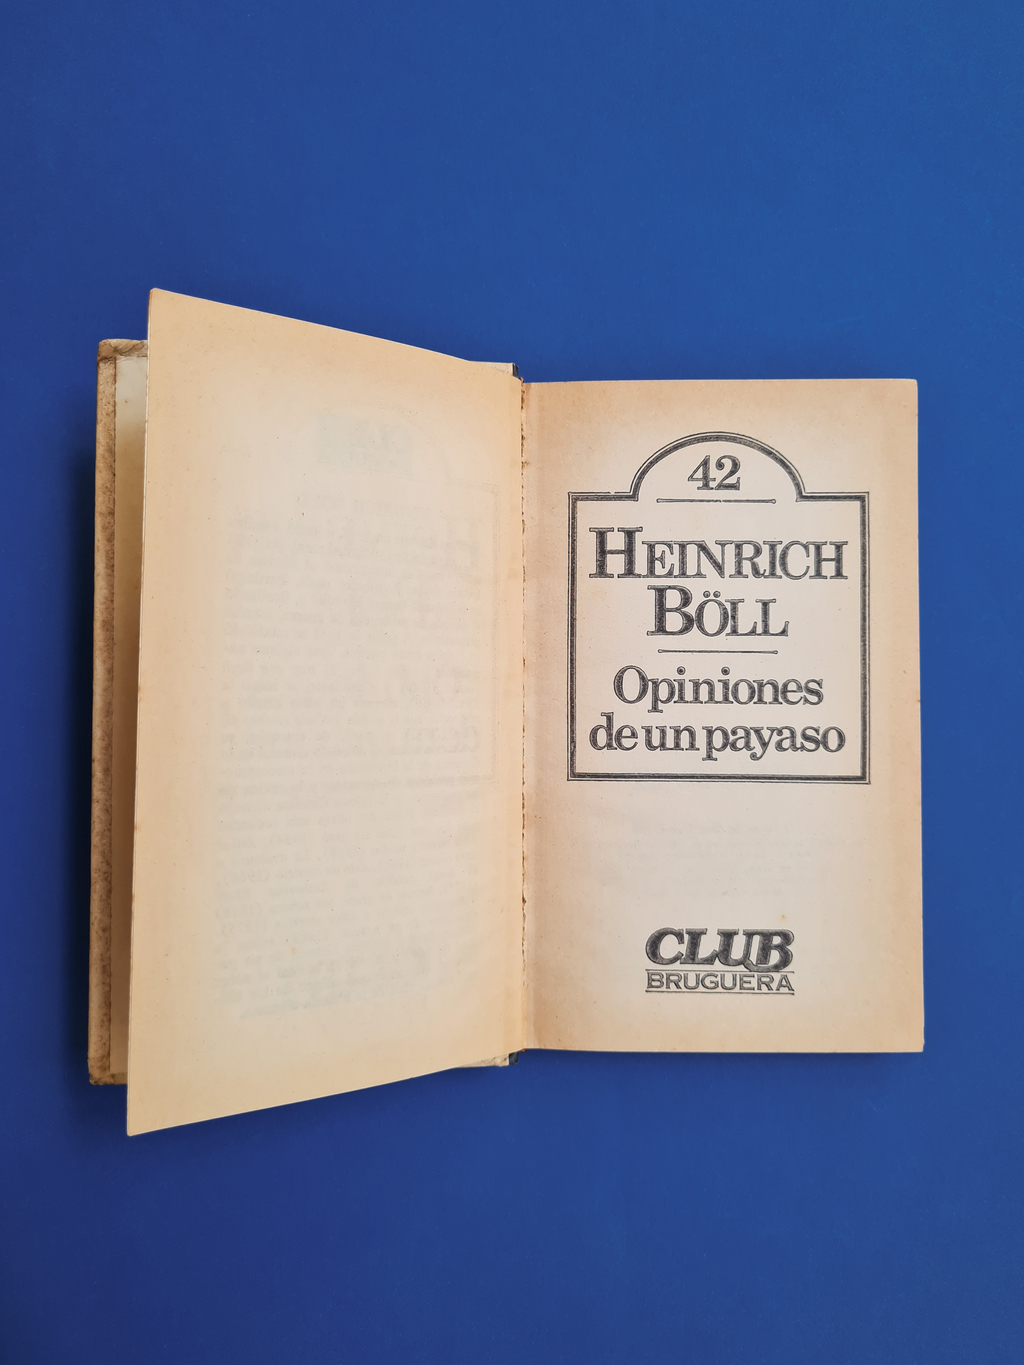 42
HEINRICH
BÖLL
Opiniones
de un payaso
CLUB
BRUGUERA